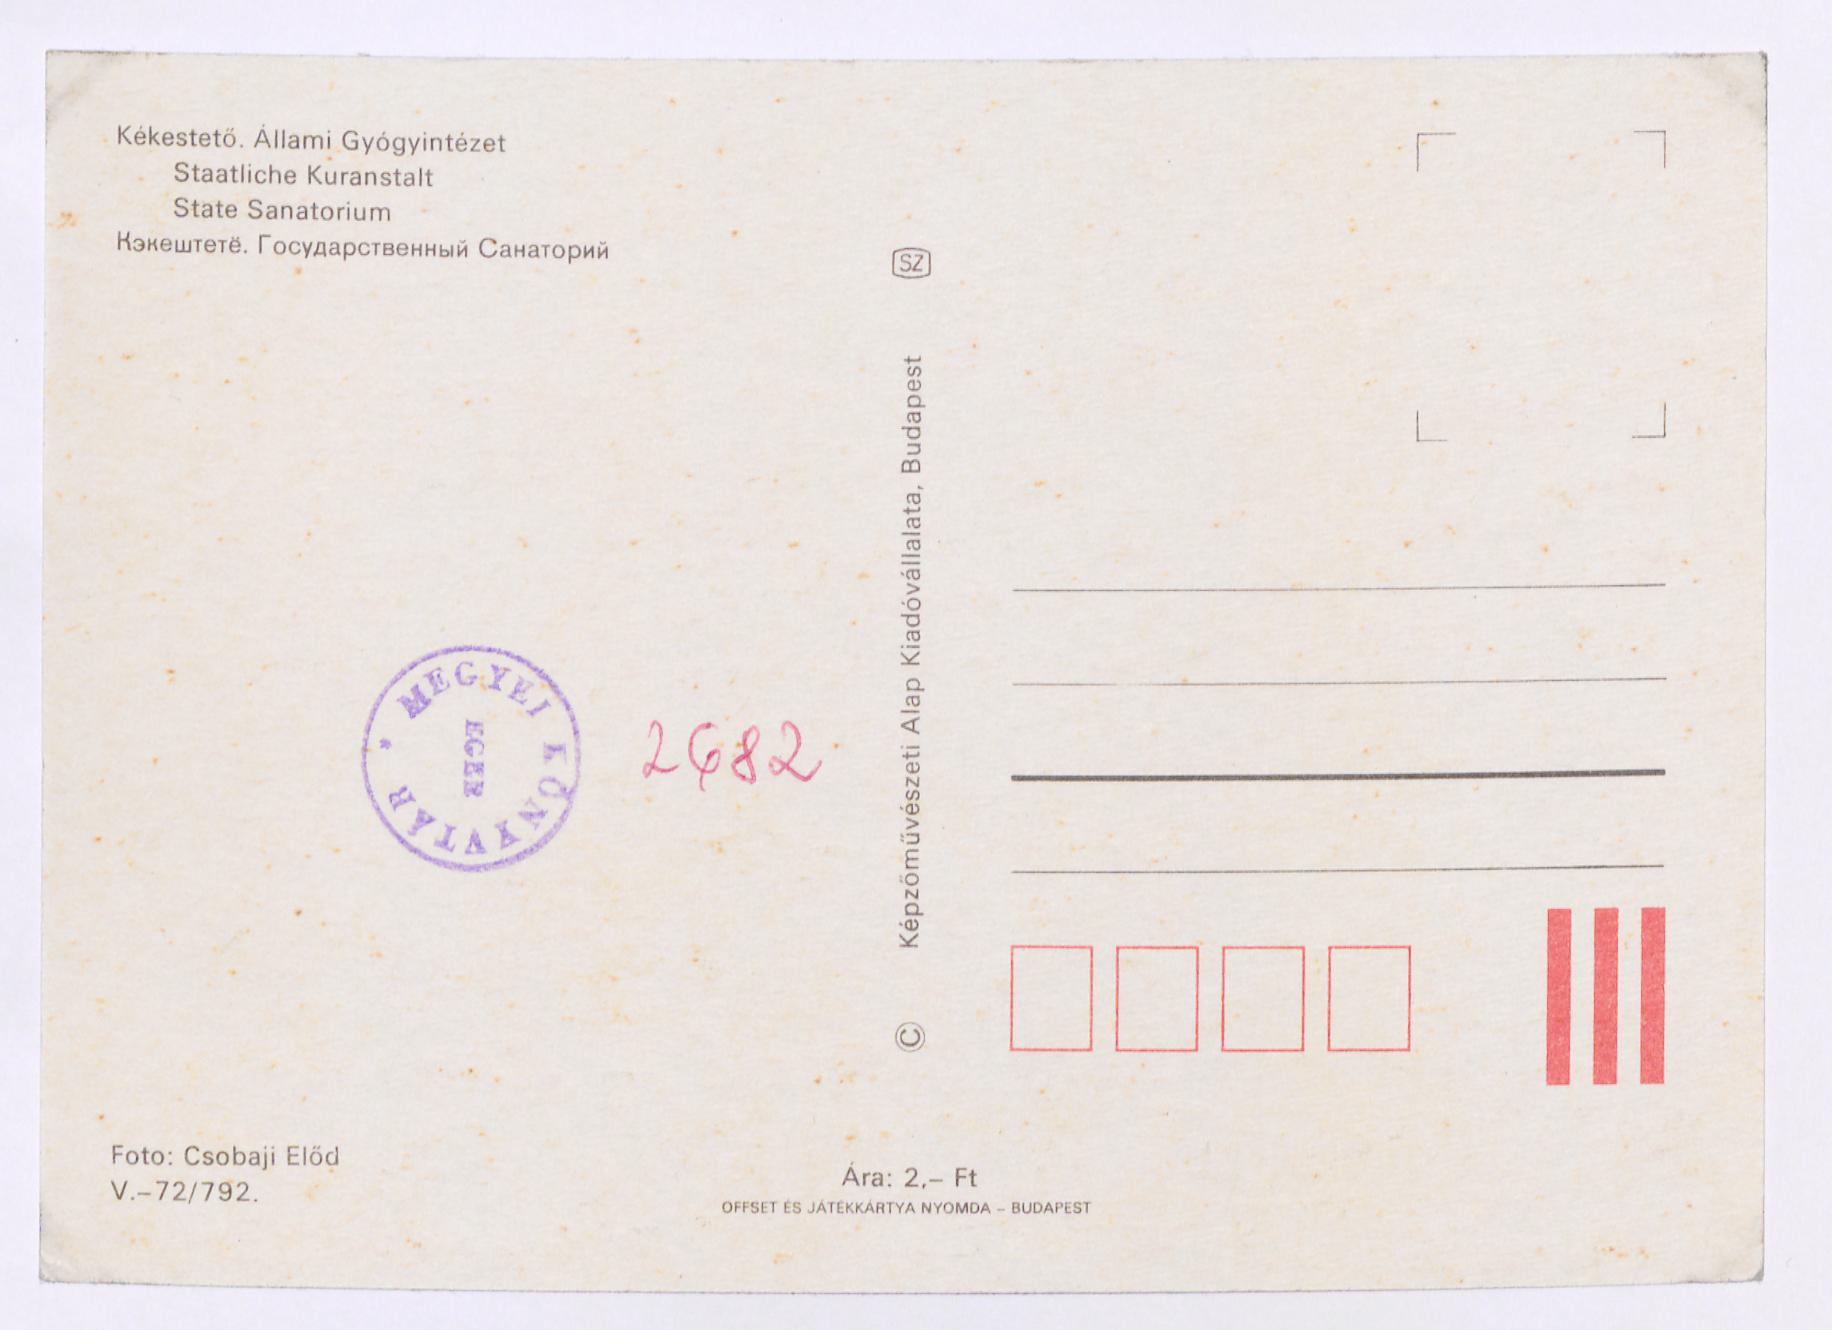 Kékestető. Állami Gyógyintézet
Staatliche Kuranstalt
State Sanatorium
Кэкештетё. Государственный Санаторий
SZ
© Képzőművészeti Alap Kiadóvállalata, Budapest
MEGYEI KÖNYVTÁR *
EGER
2682
Foto: Csobaji Előd
V.–72/792.
Ára: 2,– Ft
OFFSET ÉS JÁTÉKKÁRTYA NYOMDA – BUDAPEST